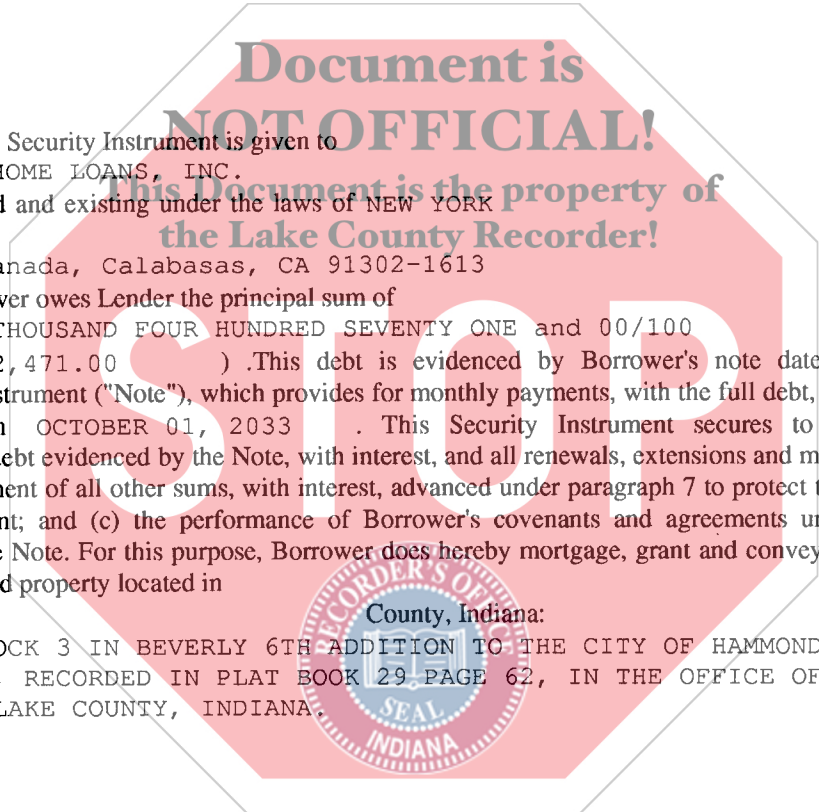 Document is
NOT OFFICIAL!
Security Instrument is given to
HOME LOANS, INC.
This Document is the property of
and existing under the laws of NEW YORK
the Lake County Recorder!
Calabasas, CA 91302-1613
owes Lender the principal sum of
THOUSAND FOUR HUNDRED SEVENTY ONE and 00/100
2,471.00 ) .This debt is evidenced by Borrower's note date
strument ("Note"), which provides for monthly payments, with the full debt,
OCTOBER 01, 2033 . This Security Instrument secures to
ebt evidenced by the Note, with interest, and all renewals, extensions and m
ent of all other sums, with interest, advanced under paragraph 7 to protect t
nt; and (c) the performance of Borrower's covenants and agreements u
e Note. For this purpose, Borrower does hereby mortgage, grant and convey
d property located in
County, Indiana:
OCK 3 IN BEVERLY 6TH ADDITION TO THE CITY OF HAMMOND
RECORDED IN PLAT BOOK 29 PAGE 62, IN THE OFFICE OF
LAKE COUNTY, INDIANA.
STOP
RECORDER'S OFFICE
SEAL
INDIANA